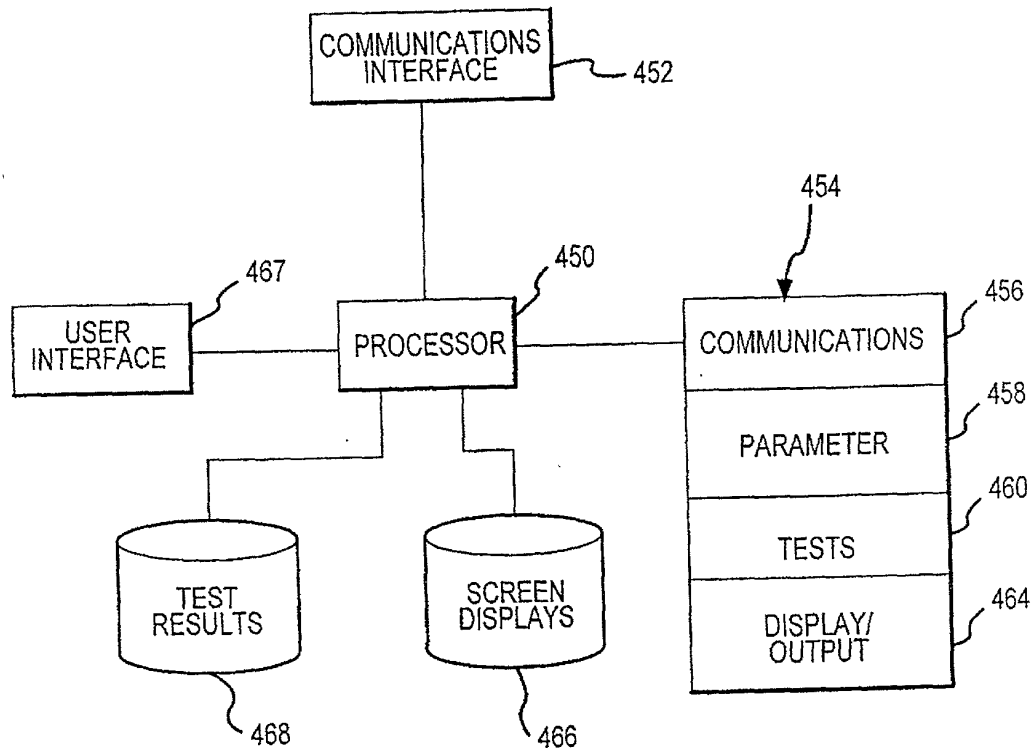 COMMUNICATIONS
INTERFACE
452
454
467
450
456
USER
INTERFACE
PROCESSOR
COMMUNICATIONS
458
PARAMETER
460
TESTS
TEST
RESULTS
SCREEN
DISPLAYS
464
DISPLAY/
OUTPUT
468
466